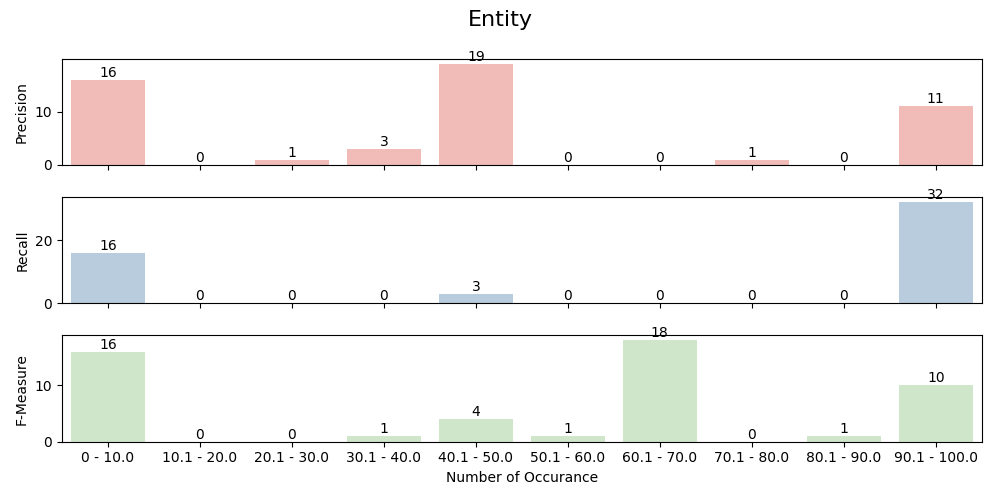 Entity
Precision
10
0
16 0 1 3 19 0 0 1 0 11
Recall
20
0
16 0 0 0 3 0 0 0 0 32
F-Measure
10
0
16 0 0 1 4 1 18 0 1 10
0 - 10.0 10.1 - 20.0 20.1 - 30.0 30.1 - 40.0 40.1 - 50.0 50.1 - 60.0 60.1 - 70.0 70.1 - 80.0 80.1 - 90.0 90.1 - 100.0
Number of Occurance